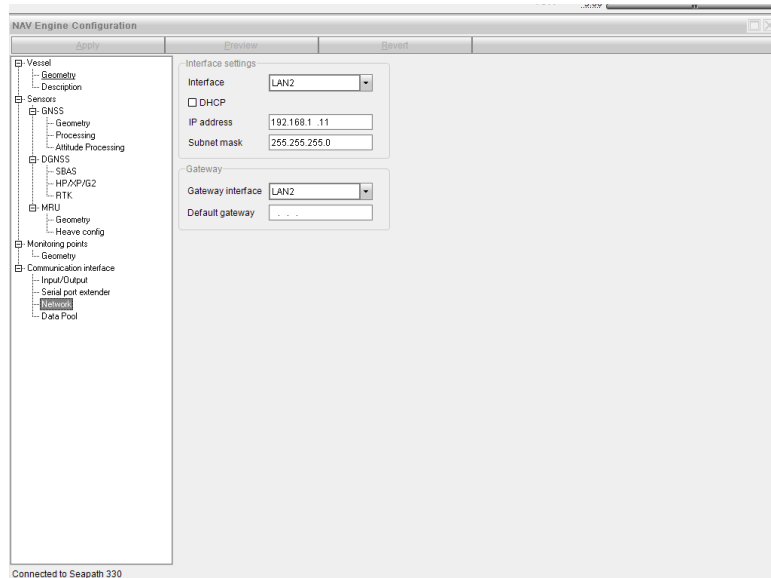 NAV Engine Configuration
Apply Preview Revert
Vessel
Geometry
Description
Sensors
GNSS
Geometry
Processing
Attitude Processing
DGNSS
SBAS
HP/XP/G2
RTK
MRU
Geometry
Heave config
Monitoring points
Geometry
Communication interface
Input/Output
Serial port extender
Network
Data Pool
Interface settings
Interface LAN2
DHCP
IP address 192.168.1 .11
Subnet mask 255.255.255.0
Gateway
Gateway interface LAN2
Default gateway . . .
Connected to Seapath 330